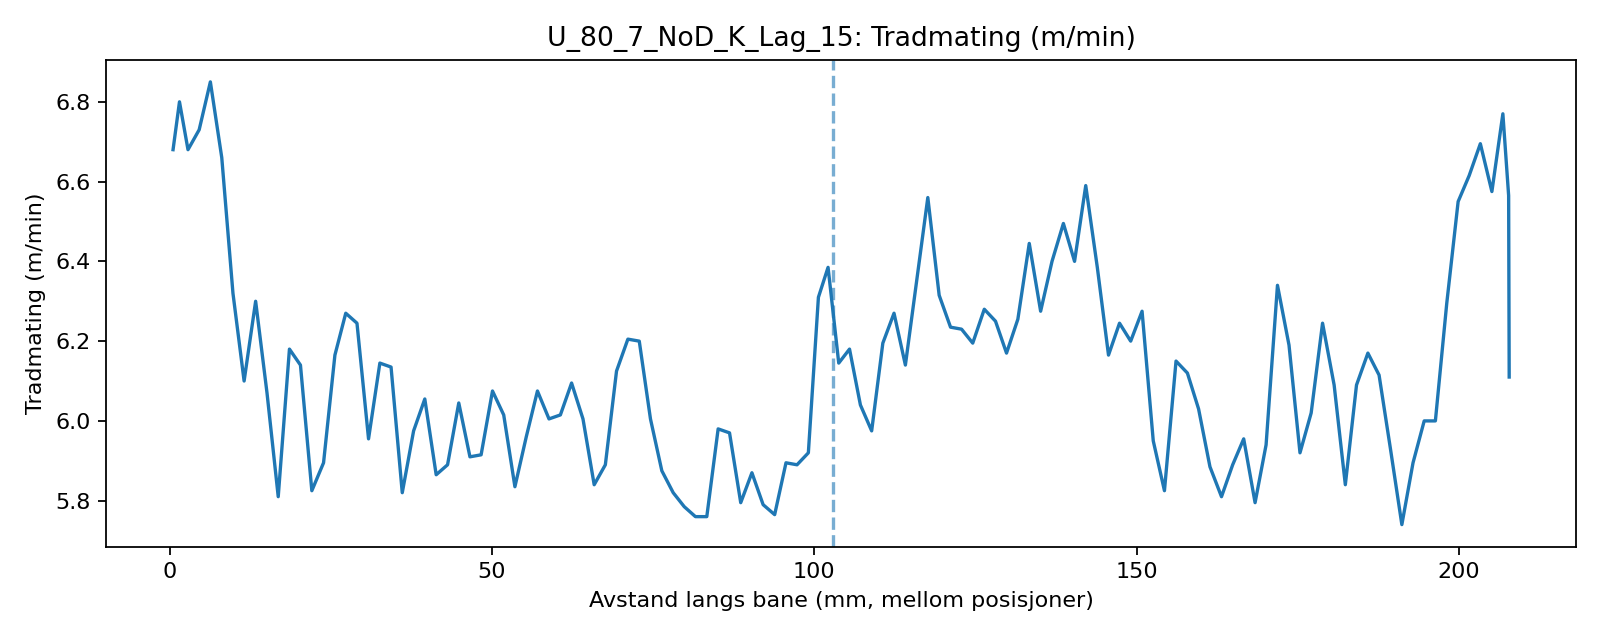 U_80_7_NoD_K_Lag_15: Tradmating (m/min)
Tradmating (m/min)
6.8
6.6
6.4
6.2
6.0
5.8
0 50 100 150 200
Avstand langs bane (mm, mellom posisjoner)